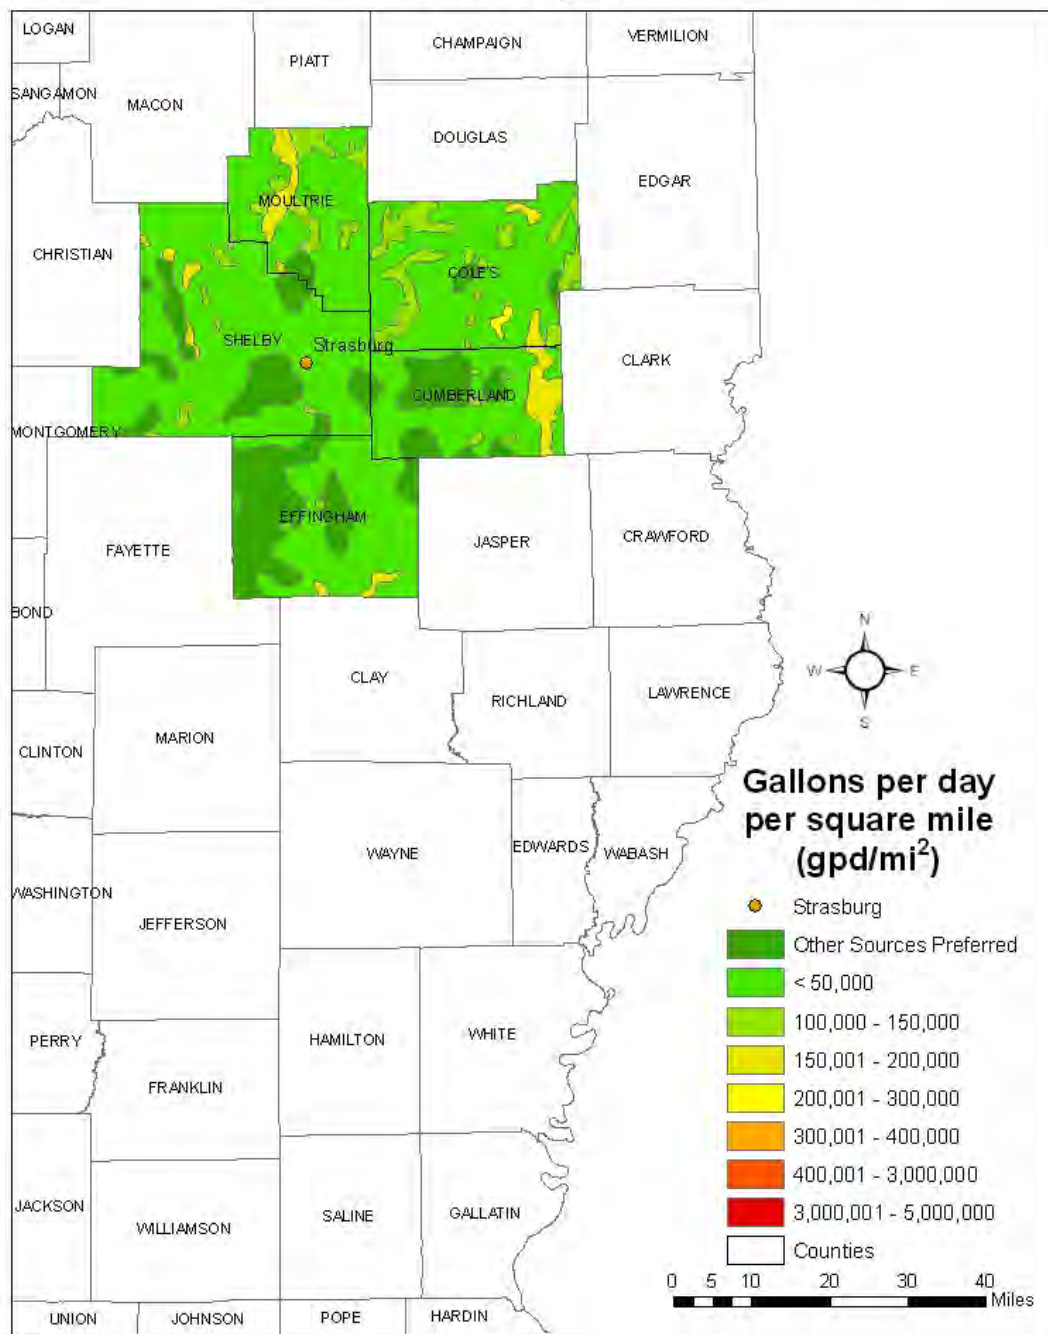 LOGAN
CHAMPAIGN
VERMILION
PIATT
SANGAMON
MACON
DOUGLAS
EDGAR
MOULTRIE
CHRISTIAN
COLE'S
SHELBY
Strasburg
CLARK
CUMBERLAND
MONTGOMERY
EFFINGHAM
FAYETTE
JASPER
CRAWFORD
BOND
N
W
E
S
CLAY
RICHLAND
LAWRENCE
CLINTON
MARION
Gallons per day
per square mile
(gpd/mi²)
WAYNE
EDWARDS
WABASH
WASHINGTON
JEFFERSON
Strasburg
Other Sources Preferred
< 50,000
100,000 - 150,000
150,001 - 200,000
200,001 - 300,000
300,001 - 400,000
400,001 - 3,000,000
3,000,001 - 5,000,000
Counties
PERRY
HAMILTON
WHITE
FRANKLIN
JACKSON
WILLIAMSON
SALINE
GALLATIN
0 5 10 20 30 40
Miles
UNION
JOHNSON
POPE
HARDIN